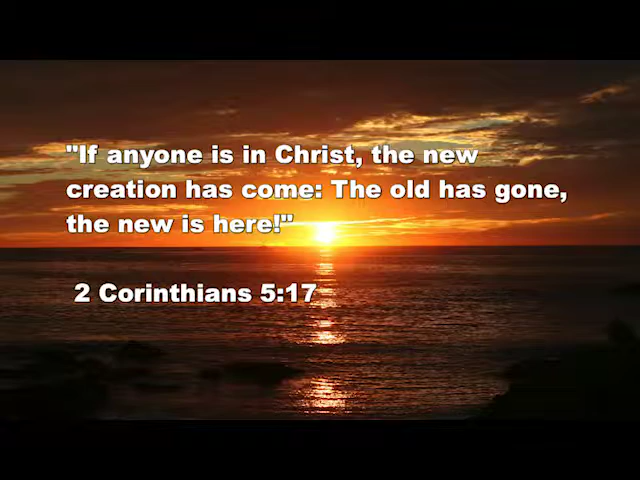 "If anyone is in Christ, the new
creation has come: The old has gone,
the new is here!"
2 Corinthians 5:17